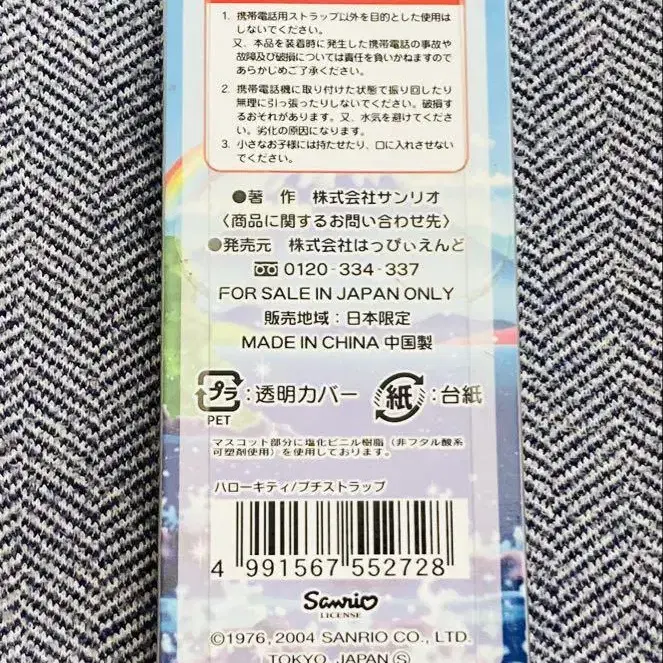 1. 携帯電話用ストラップ以外を目的とした使用は
しないでください。
又、本品を装着時に発生した携帯電話の事故や
故障及び破損については責任を負いかねますので
あらかじめご了承ください。
2. 携帯電話機に取り付けた状態で振り回したり
無理に引っ張ったりしないでください。破損す
るおそれがあります。又、水気を避けてくださ
い。劣化の原因になります。
3. 小さなお子様には持たせたり、口に入れさせない
でください。
●著 作 株式会社サンリオ
〈商品に関するお問い合わせ先〉
●発売元 株式会社はっぴぃえんど
0120-334-337
FOR SALE IN JAPAN ONLY
販売地域：日本限定
MADE IN CHINA 中国製
プラ：透明カバー 紙：台紙
PET
マスコット部分に塩化ビニル樹脂（非フタル酸系
可塑剤使用）を使用しております。
ハローキティ/プチストラップ
4 991567 552728
Sanrio
LICENSE
©1976, 2004 SANRIO CO., LTD.
TOKYO, JAPAN Ⓢ